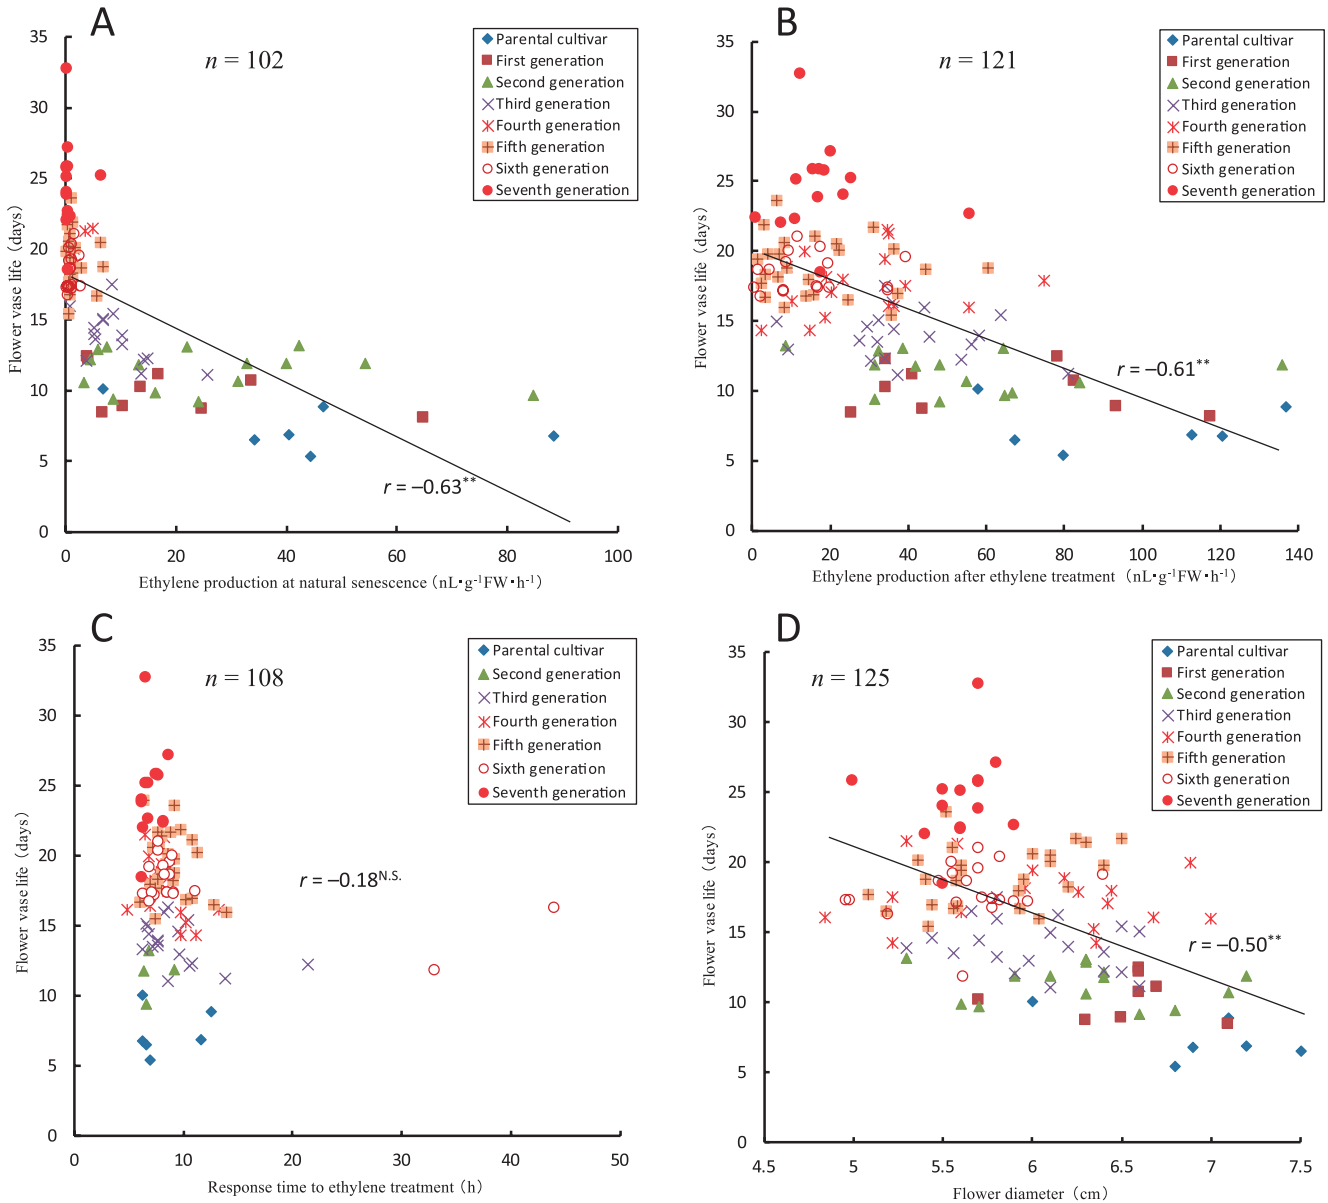 A
n = 102
Parental cultivar
First generation
Second generation
Third generation
Fourth generation
Fifth generation
Sixth generation
Seventh generation
35
30
25
20
15
10
5
0
Flower vase life（days）
r = –0.63**
0 20 40 60 80 100
Ethylene production at natural senescence（nL・g⁻¹FW・h⁻¹）
B
n = 121
Parental cultivar
First generation
Second generation
Third generation
Fourth generation
Fifth generation
Sixth generation
Seventh generation
35
30
25
20
15
10
5
0
Flower vase life（days）
r = –0.61**
0 20 40 60 80 100 120 140
Ethylene production after ethylene treatment （nL・g⁻¹FW・h⁻¹）
C
n = 108
Parental cultivar
Second generation
Third generation
Fourth generation
Fifth generation
Sixth generation
Seventh generation
35
30
25
20
15
10
5
0
Flower vase life（days）
r = –0.18N.S.
0 10 20 30 40 50
Response time to ethylene treatment（h）
D
n = 125
Parental cultivar
First generation
Second generation
Third generation
Fourth generation
Fifth generation
Sixth generation
Seventh generation
35
30
25
20
15
10
5
0
Flower vase life（days）
r = –0.50**
4.5 5 5.5 6 6.5 7 7.5
Flower diameter（cm）